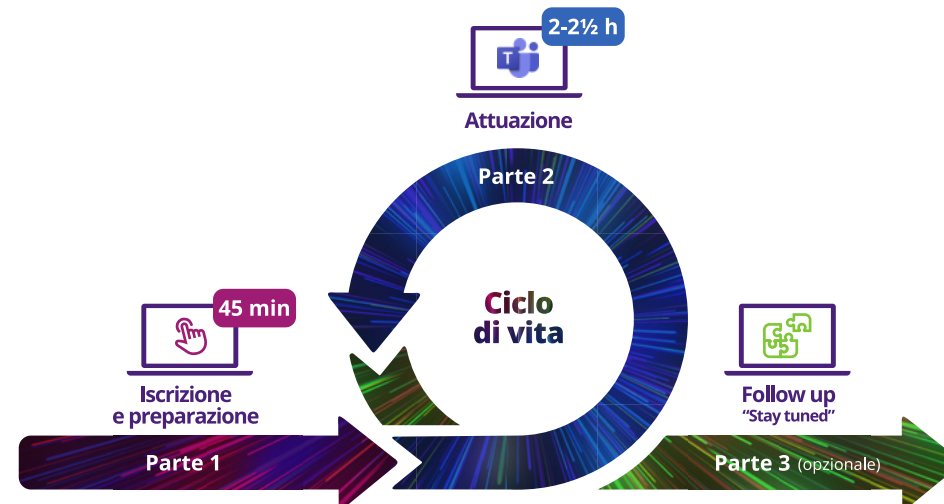 2-2½ h
T
Attuazione
Parte 2
Ciclo
di vita
45 min
Iscrizione
e preparazione
Follow up
“Stay tuned”
Parte 1
Parte 3 (opzionale)